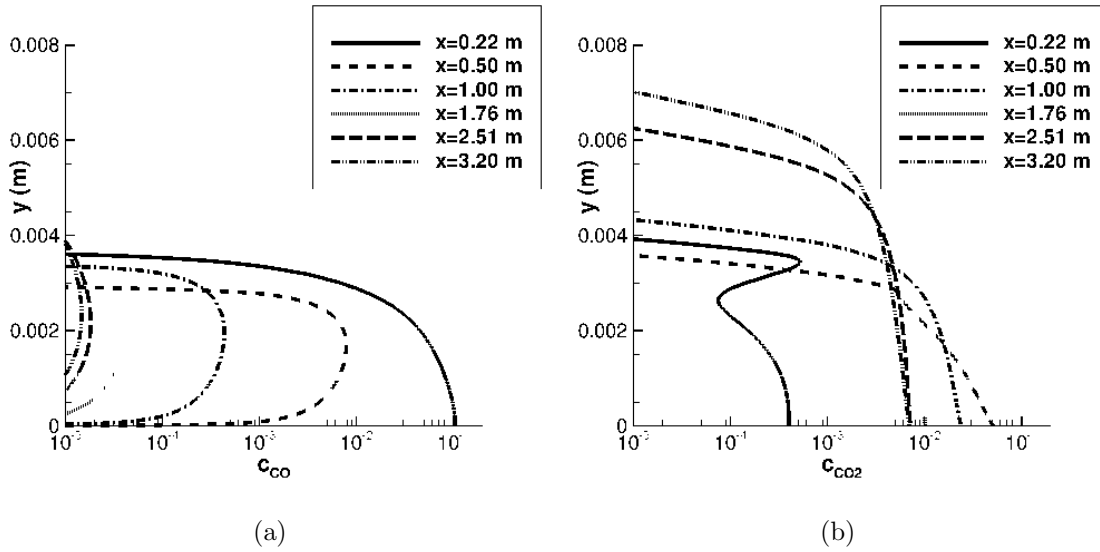 0.008
0.006
0.004
0.002
0
y (m)
x=0.22 m
x=0.50 m
x=1.00 m
x=1.76 m
x=2.51 m
x=3.20 m
10⁻⁵ 10⁻⁴ 10⁻³ 10⁻² 10⁻¹
c_CO
(a)
0.008
0.006
0.004
0.002
0
y (m)
x=0.22 m
x=0.50 m
x=1.00 m
x=1.76 m
x=2.51 m
x=3.20 m
10⁻⁵ 10⁻⁴ 10⁻³ 10⁻² 10⁻¹
c_CO2
(b)